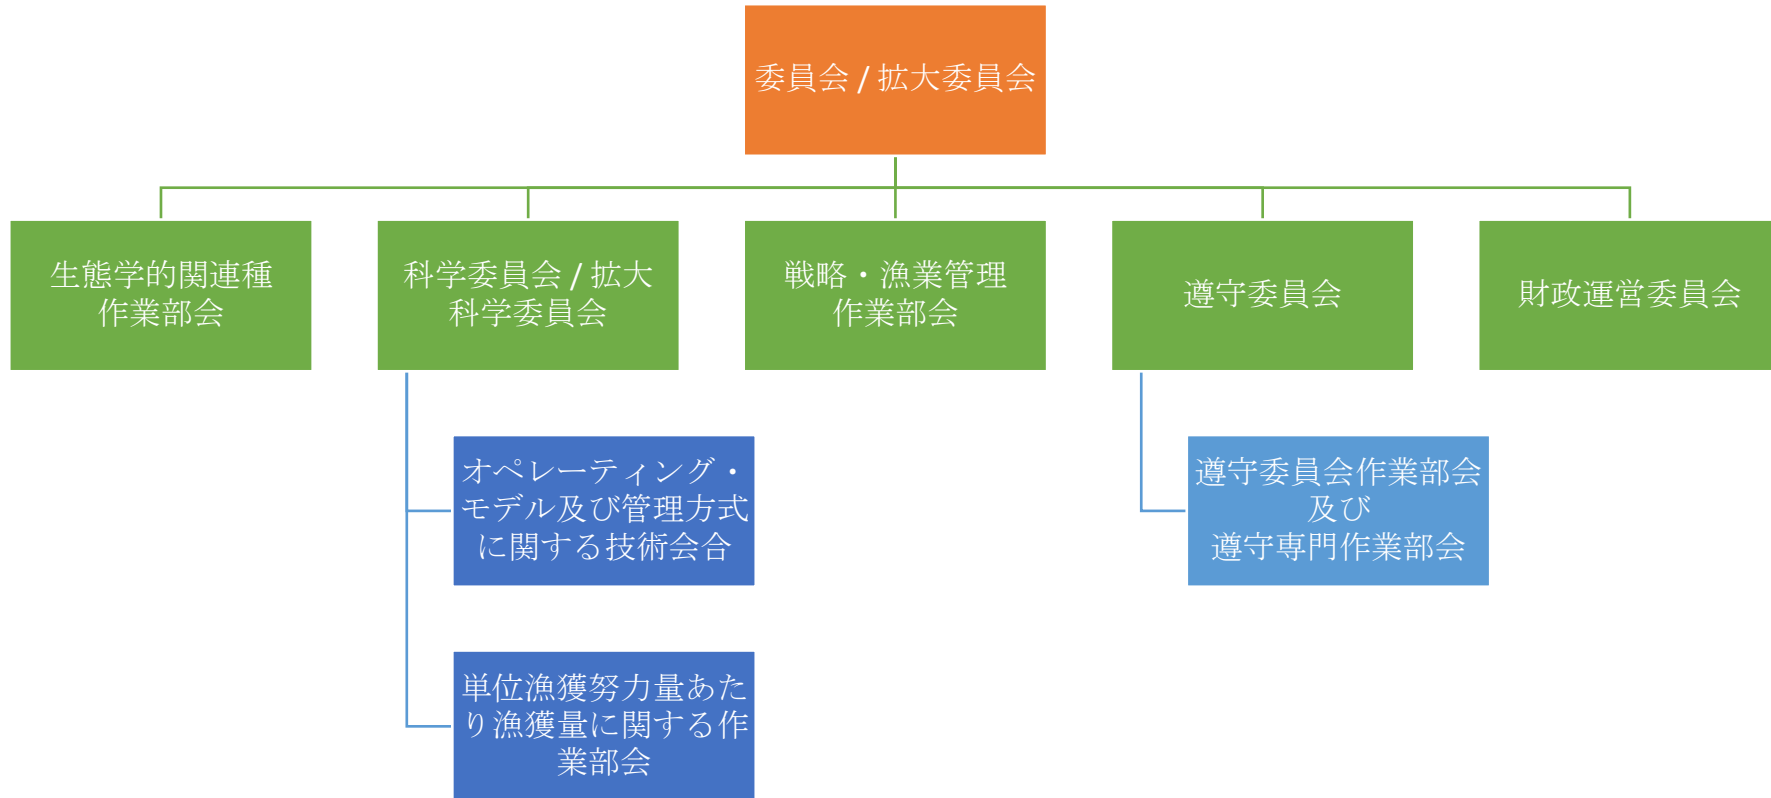 委員会 / 拡大委員会
生態学的関連種
作業部会
科学委員会 / 拡大
科学委員会
戦略・漁業管理
作業部会
遵守委員会
財政運営委員会
オペレーティング・
モデル及び管理方式
に関する技術会合
遵守委員会作業部会
及び
遵守専門作業部会
単位漁獲努力量あた
り漁獲量に関する作
業部会